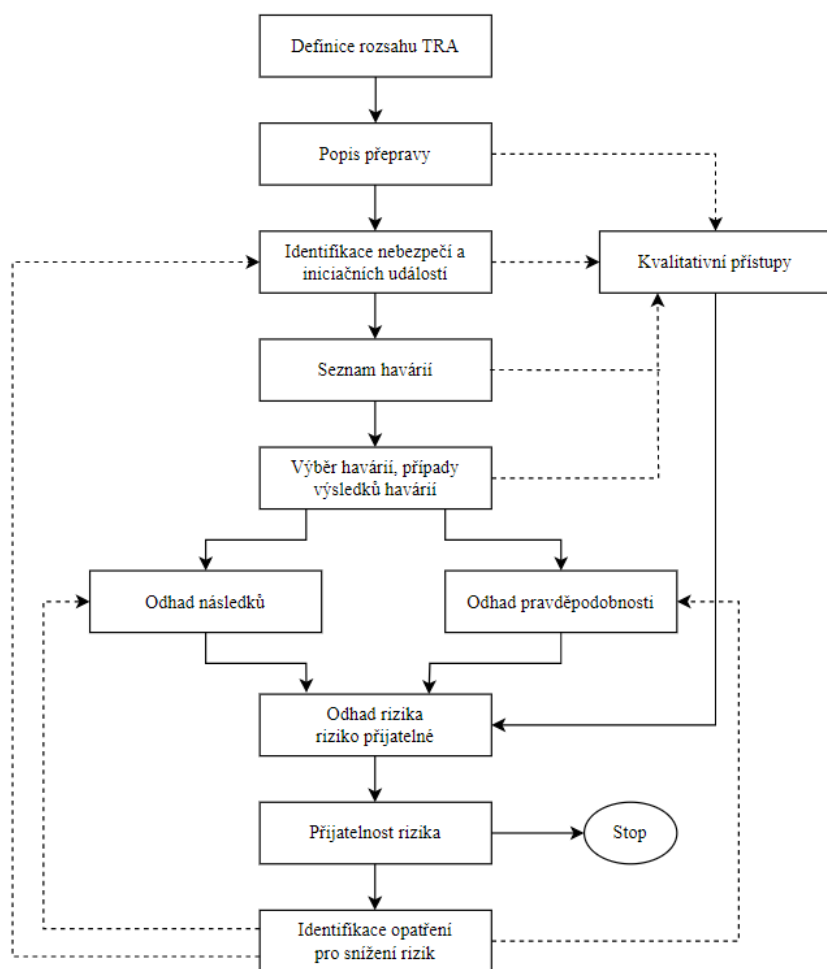 Definice rozsahu TRA
Popis přepravy
Identifikace nebezpečí a
iniciačních událostí
Kvalitativní přístupy
Seznam havárií
Výběr havárií, případy
výsledků havárií
Odhad následků
Odhad pravděpodobnosti
Odhad rizika
riziko přijatelné
Přijatelnost rizika
Stop
Identifikace opatření
pro snížení rizik